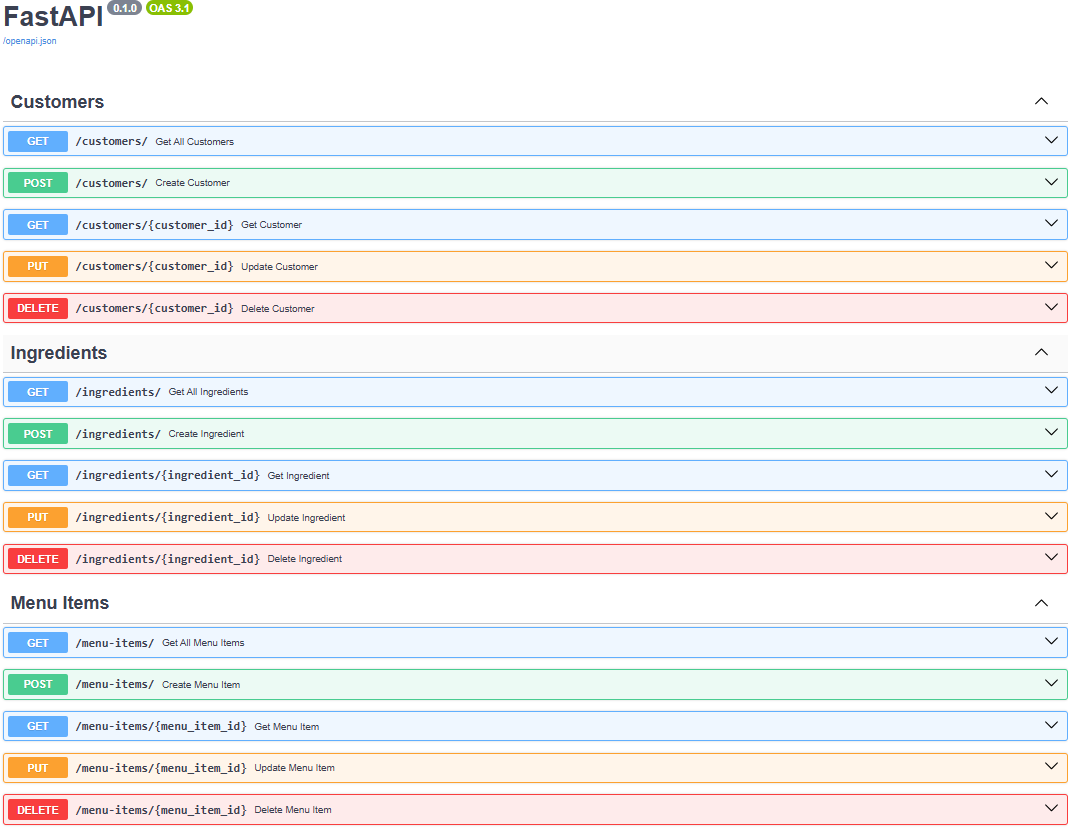 FastAPI 0.1.0 OAS 3.1
/openapi.json
Customers
GET /customers/ Get All Customers
POST /customers/ Create Customer
GET /customers/{customer_id} Get Customer
PUT /customers/{customer_id} Update Customer
DELETE /customers/{customer_id} Delete Customer
Ingredients
GET /ingredients/ Get All Ingredients
POST /ingredients/ Create Ingredient
GET /ingredients/{ingredient_id} Get Ingredient
PUT /ingredients/{ingredient_id} Update Ingredient
DELETE /ingredients/{ingredient_id} Delete Ingredient
Menu Items
GET /menu-items/ Get All Menu Items
POST /menu-items/ Create Menu Item
GET /menu-items/{menu_item_id} Get Menu Item
PUT /menu-items/{menu_item_id} Update Menu Item
DELETE /menu-items/{menu_item_id} Delete Menu Item